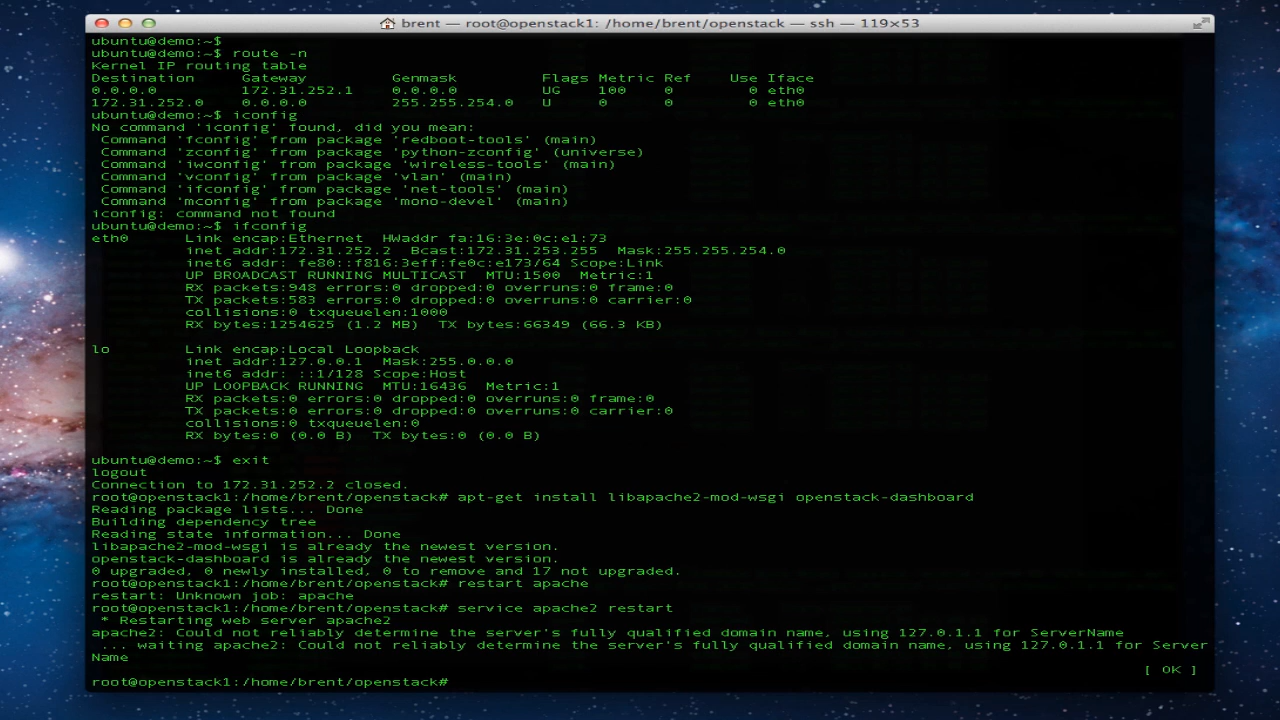 brent — root@openstack1: /home/brent/openstack — ssh — 119×53
ubuntu@demo:~$
ubuntu@demo:~$ route -n
Kernel IP routing table
Destination     Gateway         Genmask         Flags Metric Ref    Use Iface
0.0.0.0         172.31.252.1    0.0.0.0         UG    100    0        0 eth0
172.31.252.0    0.0.0.0         255.255.254.0   U     0      0        0 eth0
ubuntu@demo:~$ iconfig
No command 'iconfig' found, did you mean:
 Command 'fconfig' from package 'redboot-tools' (main)
 Command 'zconfig' from package 'python-zconfig' (universe)
 Command 'iwconfig' from package 'wireless-tools' (main)
 Command 'vconfig' from package 'vlan' (main)
 Command 'ifconfig' from package 'net-tools' (main)
 Command 'mconfig' from package 'mono-devel' (main)
iconfig: command not found
ubuntu@demo:~$ ifconfig
eth0      Link encap:Ethernet  HWaddr fa:16:3e:0c:e1:73
          inet addr:172.31.252.2  Bcast:172.31.253.255  Mask:255.255.254.0
          inet6 addr: fe80::f816:3eff:fe0c:e173/64 Scope:Link
          UP BROADCAST RUNNING MULTICAST  MTU:1500  Metric:1
          RX packets:948 errors:0 dropped:0 overruns:0 frame:0
          TX packets:583 errors:0 dropped:0 overruns:0 carrier:0
          collisions:0 txqueuelen:1000
          RX bytes:1254625 (1.2 MB)  TX bytes:66349 (66.3 KB)
lo        Link encap:Local Loopback
          inet addr:127.0.0.1  Mask:255.0.0.0
          inet6 addr: ::1/128 Scope:Host
          UP LOOPBACK RUNNING  MTU:16436  Metric:1
          RX packets:0 errors:0 dropped:0 overruns:0 frame:0
          TX packets:0 errors:0 dropped:0 overruns:0 carrier:0
          collisions:0 txqueuelen:0
          RX bytes:0 (0.0 B)  TX bytes:0 (0.0 B)
ubuntu@demo:~$ exit
logout
Connection to 172.31.252.2 closed.
root@openstack1:/home/brent/openstack# apt-get install libapache2-mod-wsgi openstack-dashboard
Reading package lists... Done
Building dependency tree
Reading state information... Done
libapache2-mod-wsgi is already the newest version.
openstack-dashboard is already the newest version.
0 upgraded, 0 newly installed, 0 to remove and 17 not upgraded.
root@openstack1:/home/brent/openstack# restart apache
restart: Unknown job: apache
root@openstack1:/home/brent/openstack# service apache2 restart
 * Restarting web server apache2
apache2: Could not reliably determine the server's fully qualified domain name, using 127.0.1.1 for ServerName
 ... waiting apache2: Could not reliably determine the server's fully qualified domain name, using 127.0.1.1 for Server
Name
[ OK ]
root@openstack1:/home/brent/openstack#